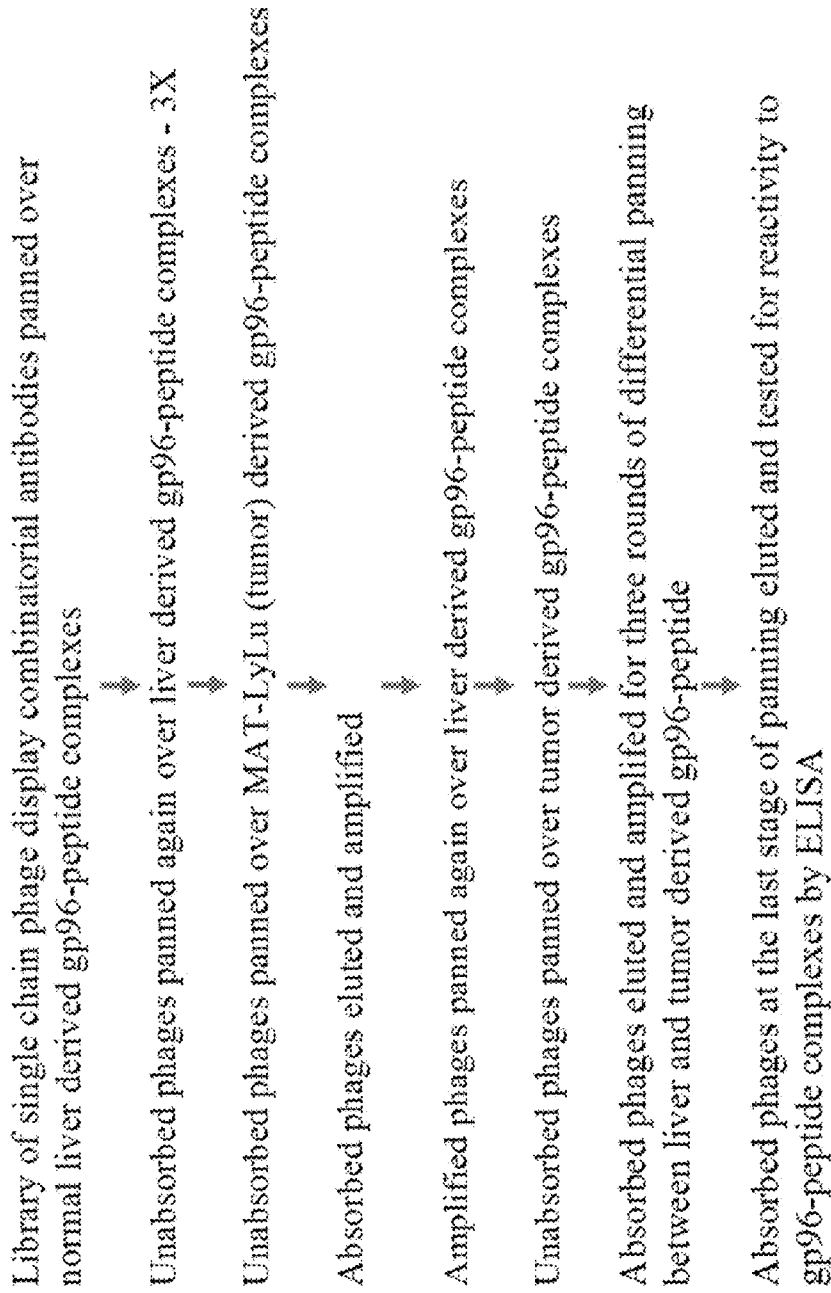 Library of single chain phage display combinatorial antibodies panned over
normal liver derived gp96-peptide complexes
Unabsorbed phages panned again over liver derived gp96-peptide complexes - 3X
Unabsorbed phages panned over MAT-LyLu (tumor) derived gp96-peptide complexes
Absorbed phages eluted and amplified
Amplified phages panned again over liver derived gp96-peptide complexes
Unabsorbed phages panned over tumor derived gp96-peptide complexes
Absorbed phages eluted and amplifed for three rounds of differential panning
between liver and tumor derived gp96-peptide
Absorbed phages at the last stage of panning eluted and tested for reactivity to
gp96-peptide complexes by ELISA